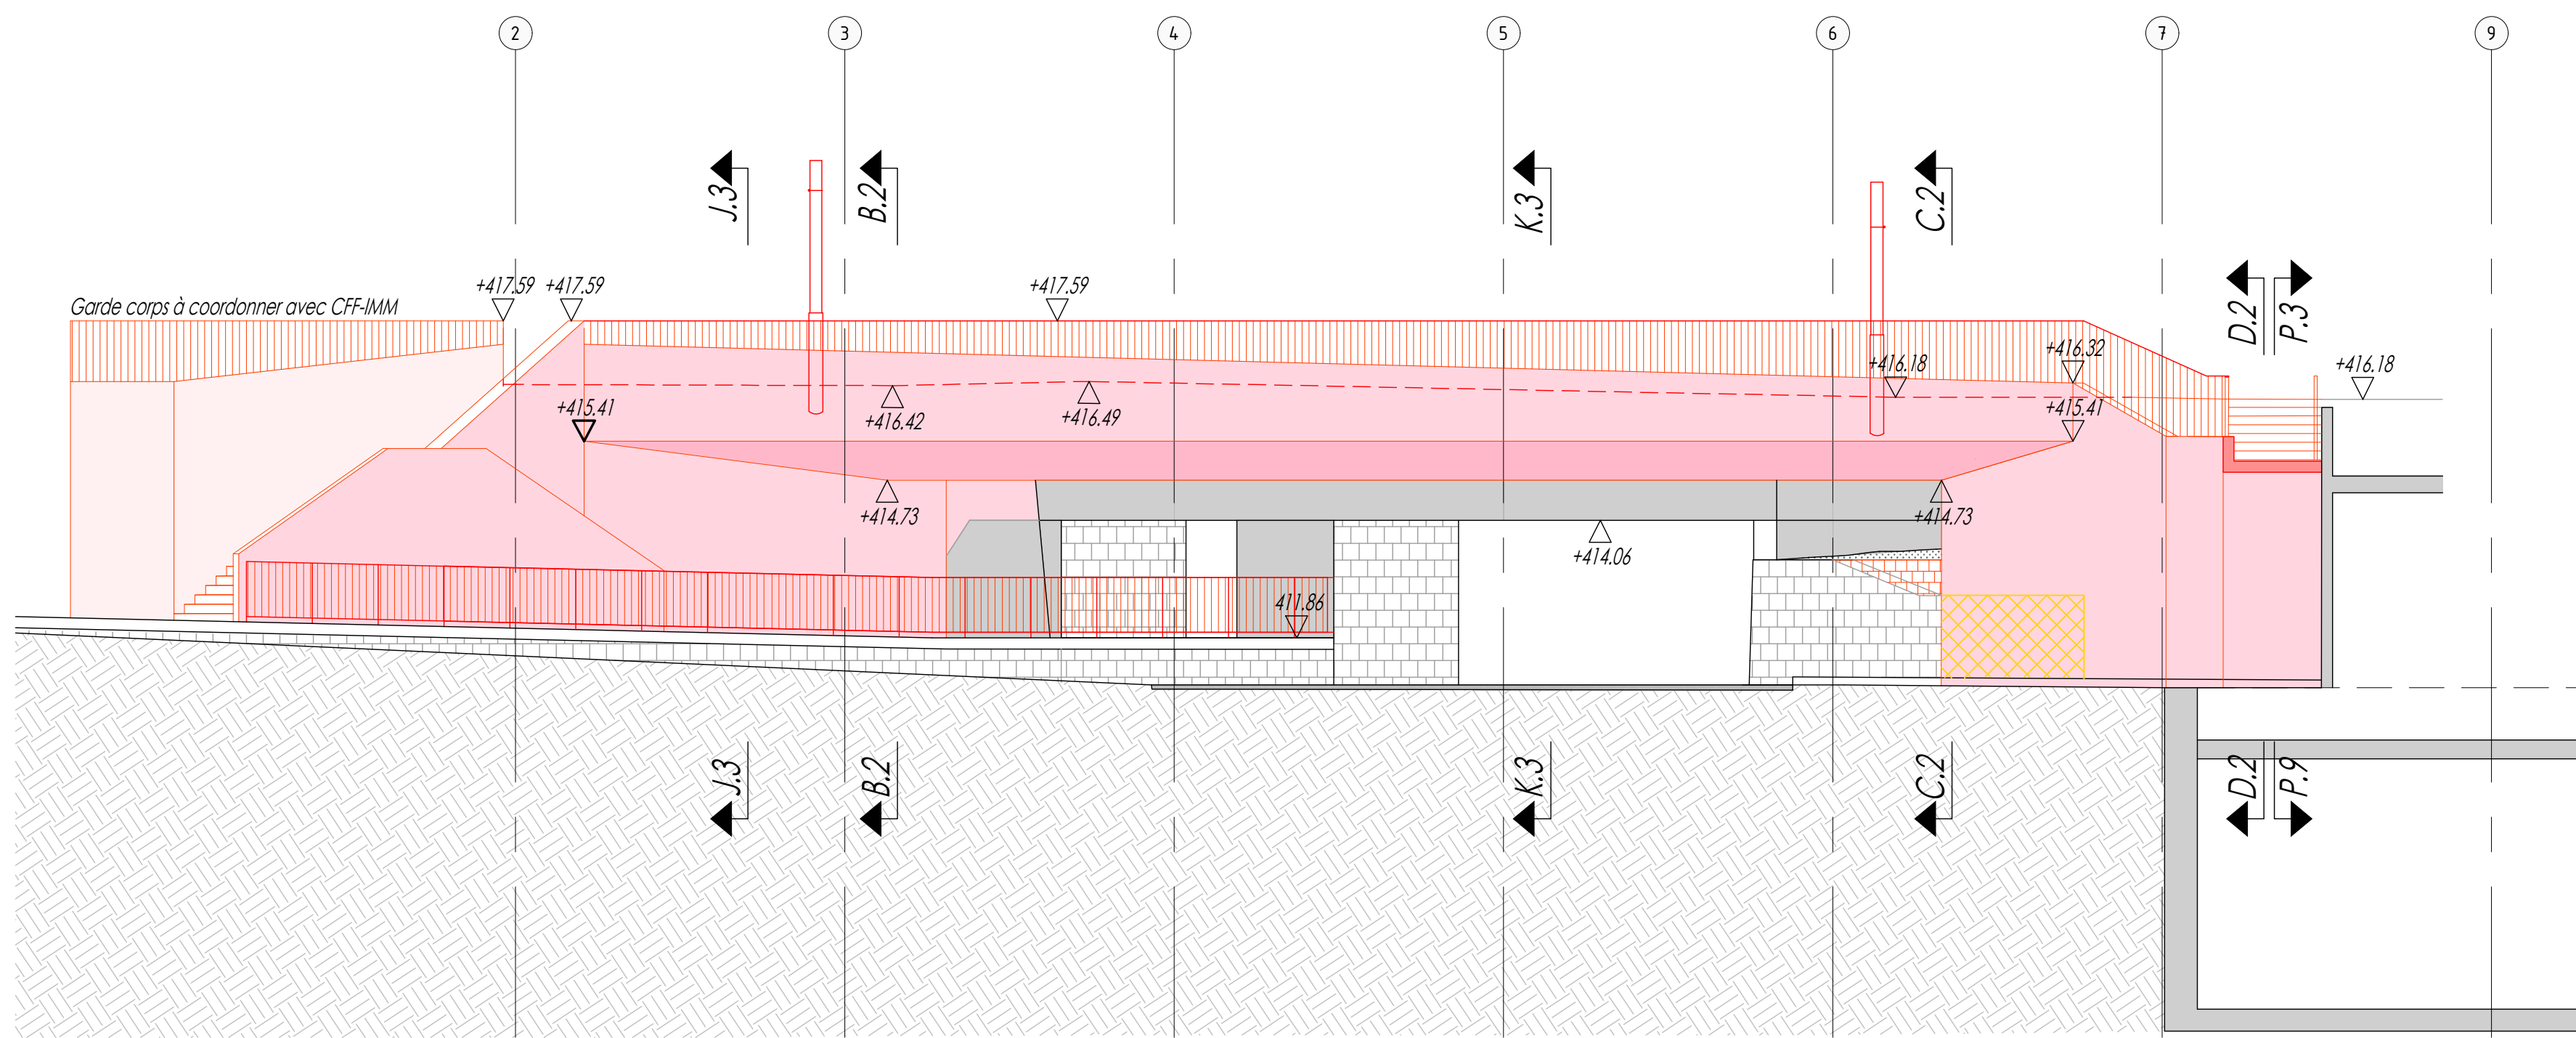 2
3
4
5
6
7
9
J.3
B.2
K.3
C.2
D.2
P.3
+417.59
+417.59
+417.59
Garde corps à coordonner avec CFF-IMM
+416.32
+416.18
+416.18
+415.41
+416.42
+416.49
+415.41
+414.73
+414.73
+414.06
411.86
J.3
B.2
K.3
C.2
D.2
P.9